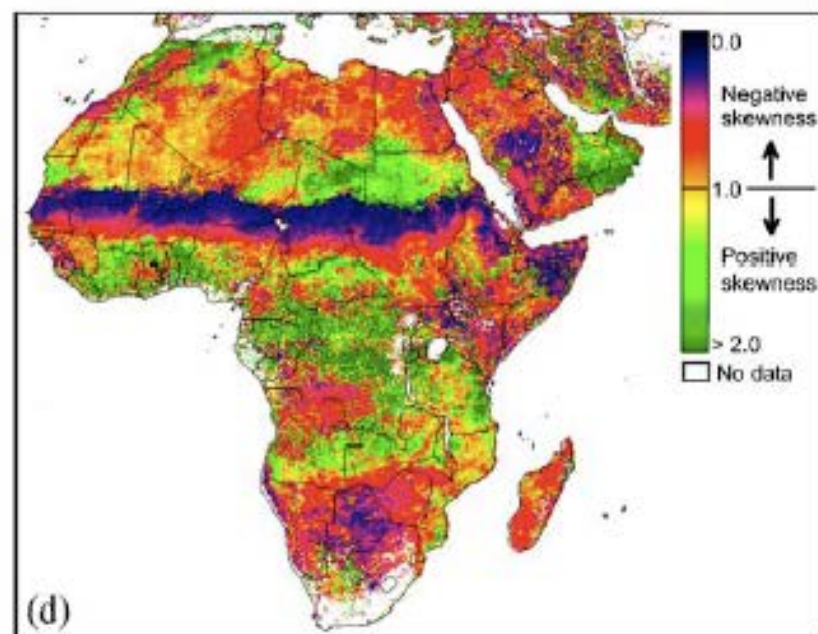 0.0
Negative
skewness
1.0
Positive
skewness
> 2.0
No data
(d)